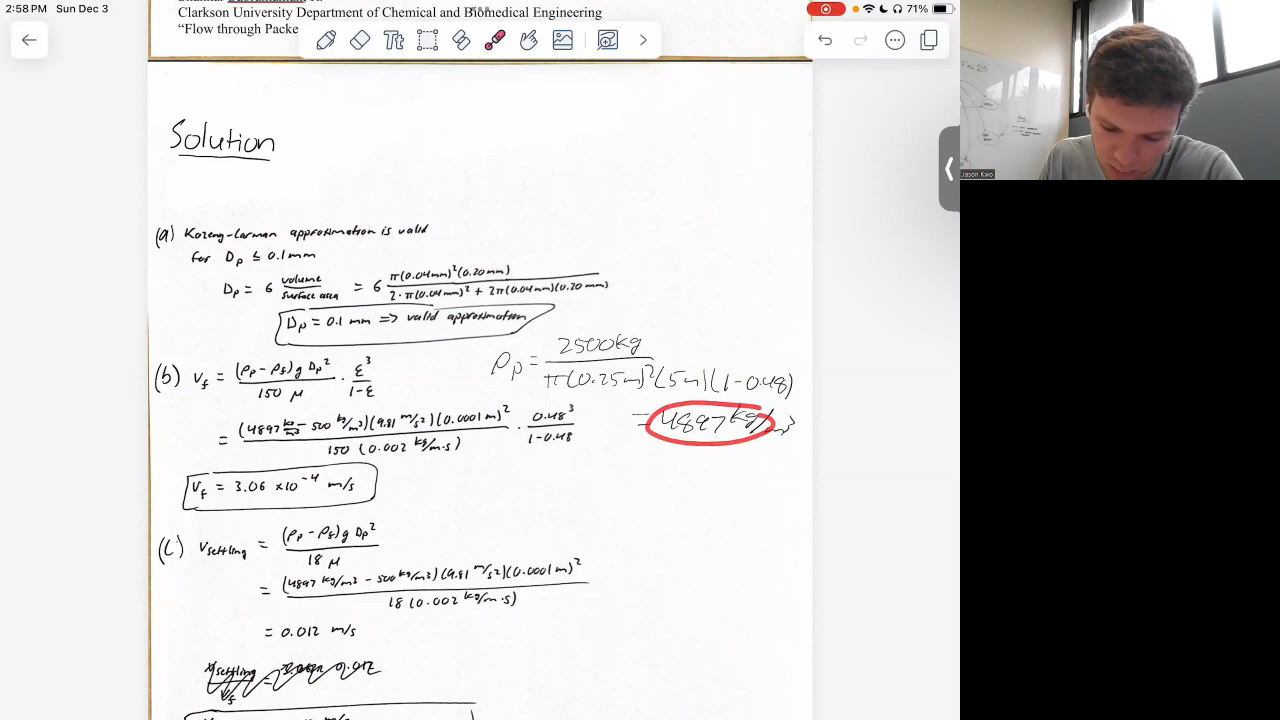 2:58 PM Sun Dec 3
71%
Clarkson University Department of Chemical and Biomedical Engineering
"Flow through Packe
Tt
Solution
(a) Kozeny-Carman approximation is valid
for Dp ≤ 0.1mm
Dp = 6 volume / surface area = 6 π(0.04mm)²(0.20mm) / 2·π(0.04mm)² + 2π(0.04mm)(0.20mm)
Dp = 0.1 mm => valid approximation
ρp = 2500kg / π(0.25m)²(5m)(1-0.48)
= 4897 kg/m³
(b) vf = (ρp - ρf)g Dp² / 150 μ · ε³ / 1-ε
= (4897 kg/m³ - 500 kg/m³)(9.81 m/s²)(0.0001 m)² / 150 (0.002 kg/m·s) · 0.48³ / 1-0.48
vf = 3.06 ×10⁻⁴ m/s
(c) vsettling = (ρp - ρf)g Dp² / 18 μ
= (4897 kg/m³ - 500 kg/m³)(9.81 m/s²)(0.0001 m)² / 18 (0.002 kg/m·s)
= 0.012 m/s
Jason Kwo